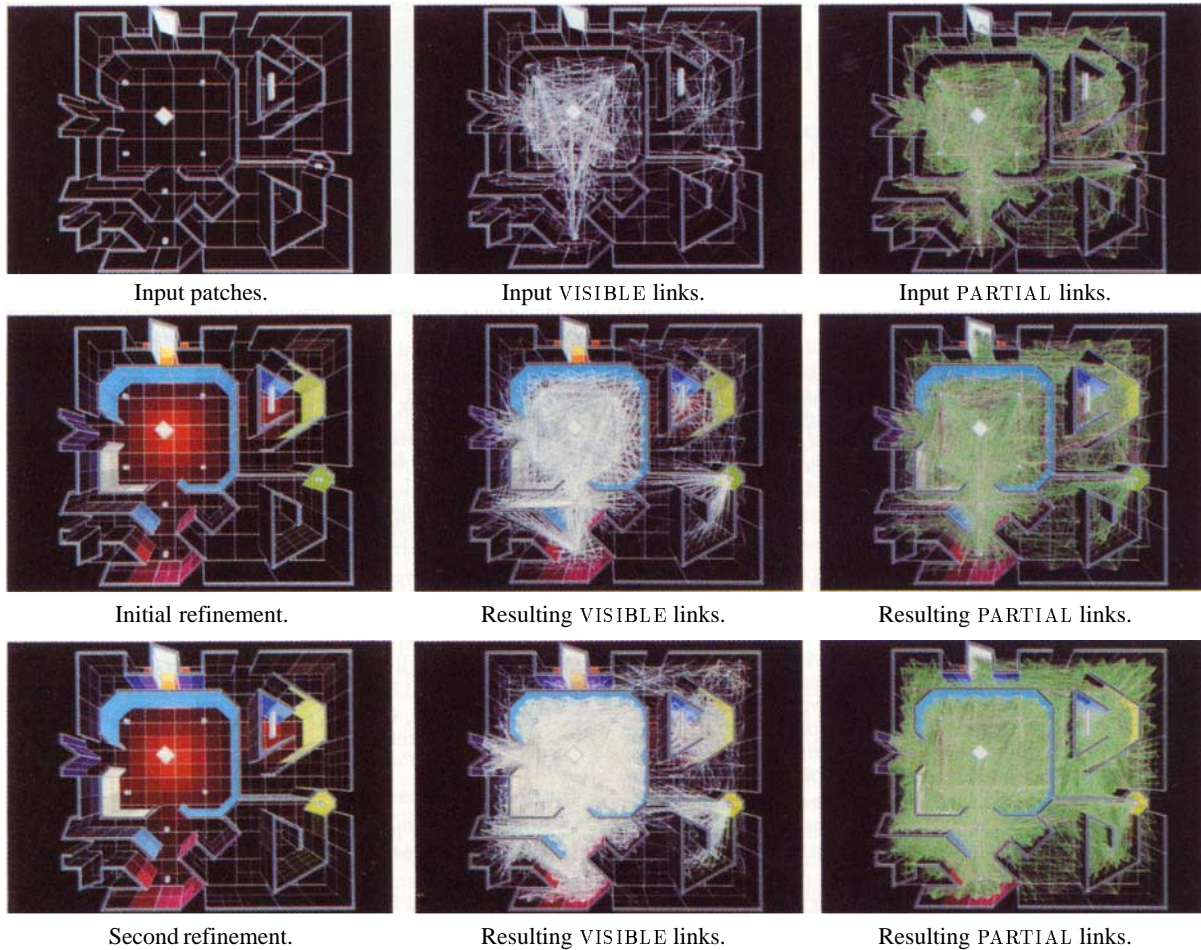 Input patches.
Input VISIBLE links.
Input PARTIAL links.
Initial refinement.
Resulting VISIBLE links.
Resulting PARTIAL links.
Second refinement.
Resulting VISIBLE links.
Resulting PARTIAL links.